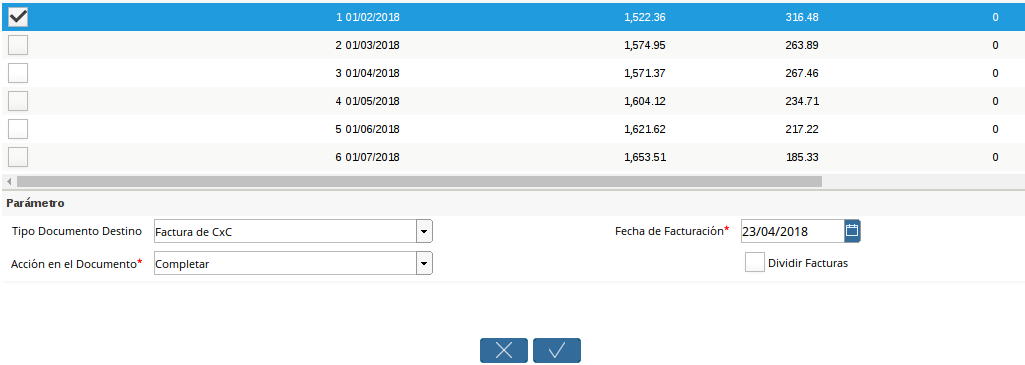 1 01/02/2018 1,522.36 316.48 0
2 01/03/2018 1,574.95 263.89 0
3 01/04/2018 1,571.37 267.46 0
4 01/05/2018 1,604.12 234.71 0
5 01/06/2018 1,621.62 217.22 0
6 01/07/2018 1,653.51 185.33 0
Parámetro
Tipo Documento Destino Factura de CxC Fecha de Facturación* 23/04/2018
Acción en el Documento* Completar Dividir Facturas